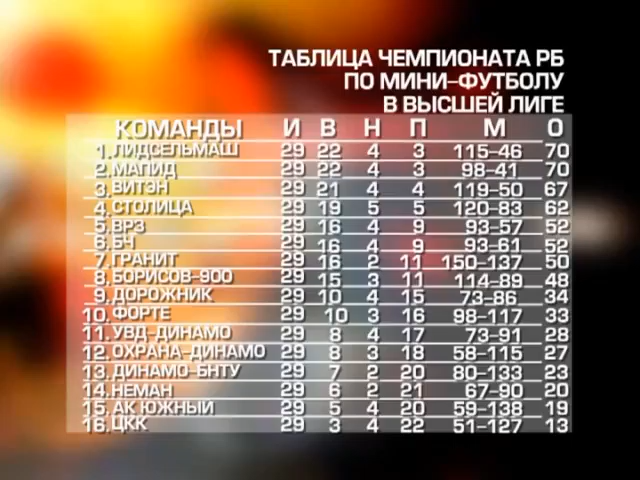 ТАБЛИЦА ЧЕМПИОНАТА РБ
ПО МИНИ-ФУТБОЛУ
В ВЫСШЕЙ ЛИГЕ
КОМАНДЫ И В Н П М О
1. ЛИДСЕЛЬМАШ 29 22 4 3 115-46 70
2. МАПИД 29 22 4 3 98-41 70
3. ВИТЭН 29 21 4 4 119-50 67
4. СТОЛИЦА 29 19 5 5 120-83 62
5. ВРЗ 29 16 4 9 93-57 52
6. БЧ 29 16 4 9 93-61 52
7. ГРАНИТ 29 16 2 11 150-137 50
8. БОРИСОВ-900 29 15 3 11 114-89 48
9. ДОРОЖНИК 29 10 4 15 73-86 34
10. ФОРТЕ 29 10 3 16 98-117 33
11. УВД-ДИНАМО 29 8 4 17 73-91 28
12. ОХРАНА-ДИНАМО 29 8 3 18 58-115 27
13. ДИНАМО-БНТУ 29 7 2 20 80-133 23
14. НЕМАН 29 6 2 21 67-90 20
15. АК ЮЖНЫЙ 29 5 4 20 59-138 19
16. ЦКК 29 3 4 22 51-127 13